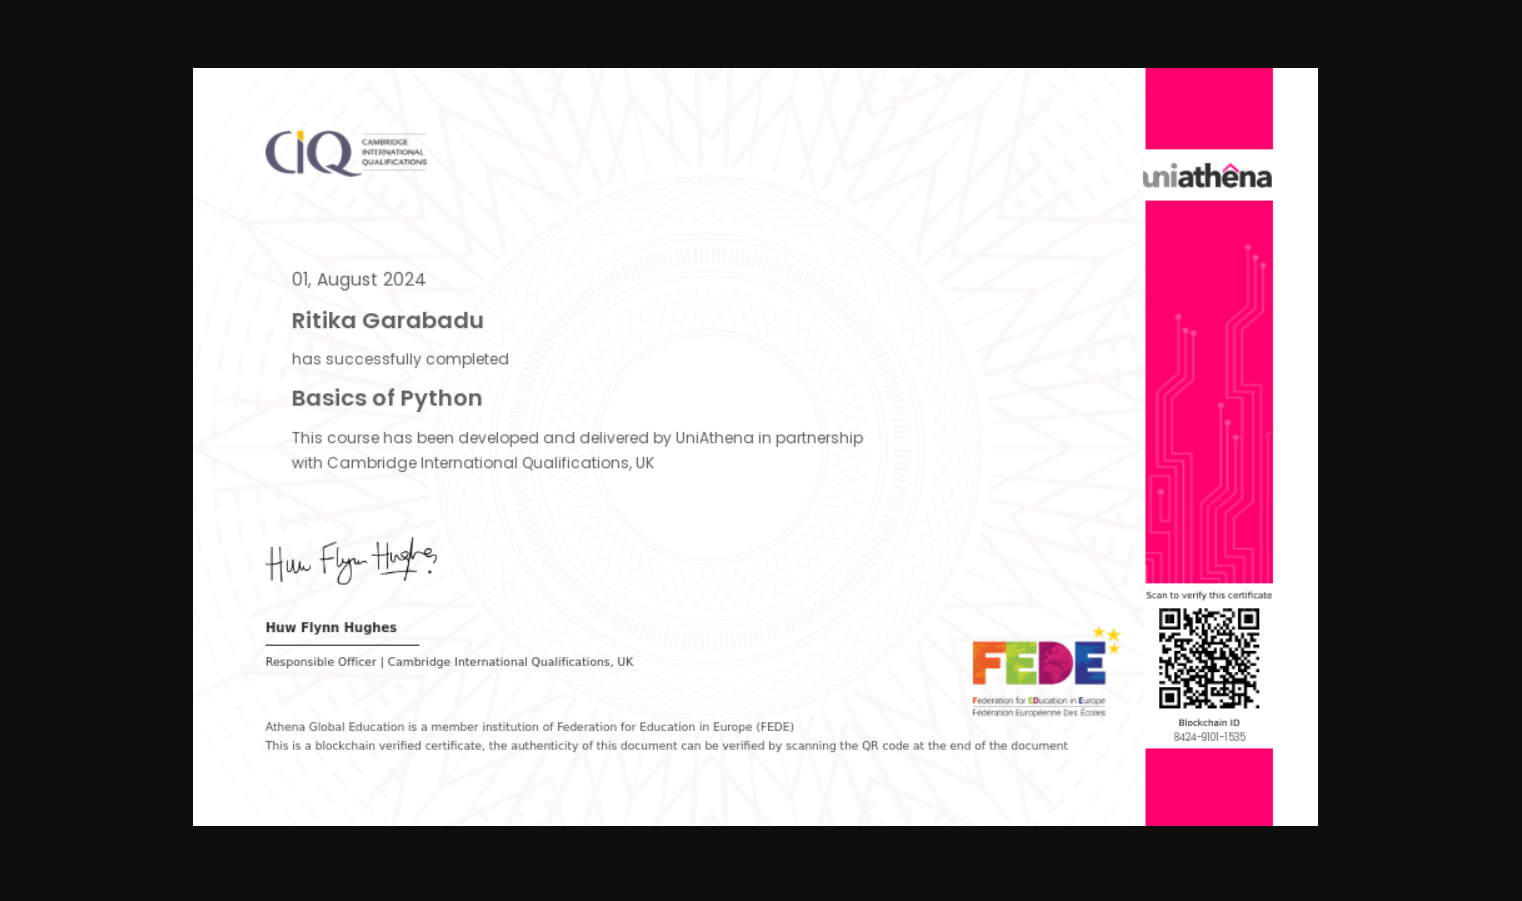 CiQ
CAMBRIDGE
INTERNATIONAL
QUALIFICATIONS
uniathena
01, August 2024
Ritika Garabadu
has successfully completed
Basics of Python
This course has been developed and delivered by UniAthena in partnership
with Cambridge International Qualifications, UK
Huw Flynn Hughes
Huw Flynn Hughes
Responsible Officer | Cambridge International Qualifications, UK
FEDE
Federation for EDucation in Europe
Fédération Européenne Des Écoles
Scan to verify this certificate
Blockchain ID
8424-9101-1535
Athena Global Education is a member institution of Federation for Education in Europe (FEDE)
This is a blockchain verified certificate, the authenticity of this document can be verified by scanning the QR code at the end of the document